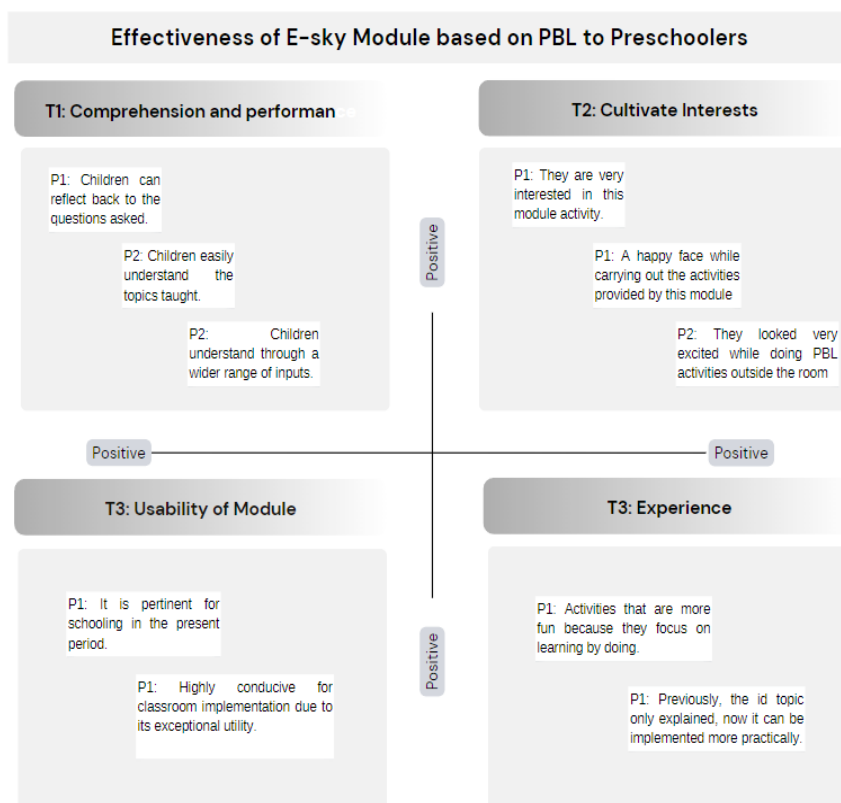 Effectiveness of E-sky Module based on PBL to Preschoolers
T1: Comprehension and performance
P1: Children can
reflect back to the
questions asked.
P2: Children easily
understand the
topics taught.
P2: Children
understand through a
wider range of inputs.
T2: Cultivate Interests
P1: They are very
interested in this
module activity.
P1: A happy face while
carrying out the activities
provided by this module
P2: They looked very
excited while doing PBL
activities outside the room
Positive
Positive
Positive
Positive
T3: Usability of Module
P1: It is pertinent for
schooling in the present
period.
P1: Highly conducive for
classroom implementation due to
its exceptional utility.
T3: Experience
P1: Activities that are more
fun because they focus on
learning by doing.
P1: Previously, the id topic
only explained, now it can be
implemented more practically.